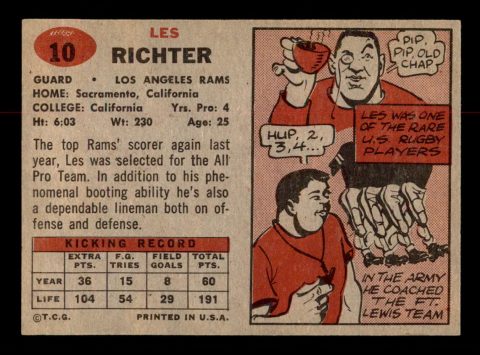 10
LES
RICHTER
GUARD • LOS ANGELES RAMS
HOME: Sacramento, California
COLLEGE: California Yrs. Pro: 4
Ht: 6:03 Wt: 230 Age: 25
The top Rams' scorer again last
year, Les was selected for the All
Pro Team. In addition to his phe-
nomenal booting ability he's also
a dependable lineman both on of-
fense and defense.
KICKING RECORD
EXTRA PTS. F.G. TRIES FIELD GOALS TOTAL PTS.
YEAR 36 15 8 60
LIFE 104 54 29 191
©T.C.G. PRINTED IN U.S.A.
PIP,
PIP, OLD
CHAP
LES WAS ONE
OF THE RARE
U.S. RUGBY
PLAYERS
HUP, 2,
3, 4...
IN THE ARMY
HE COACHED
THE FT.
LEWIS TEAM